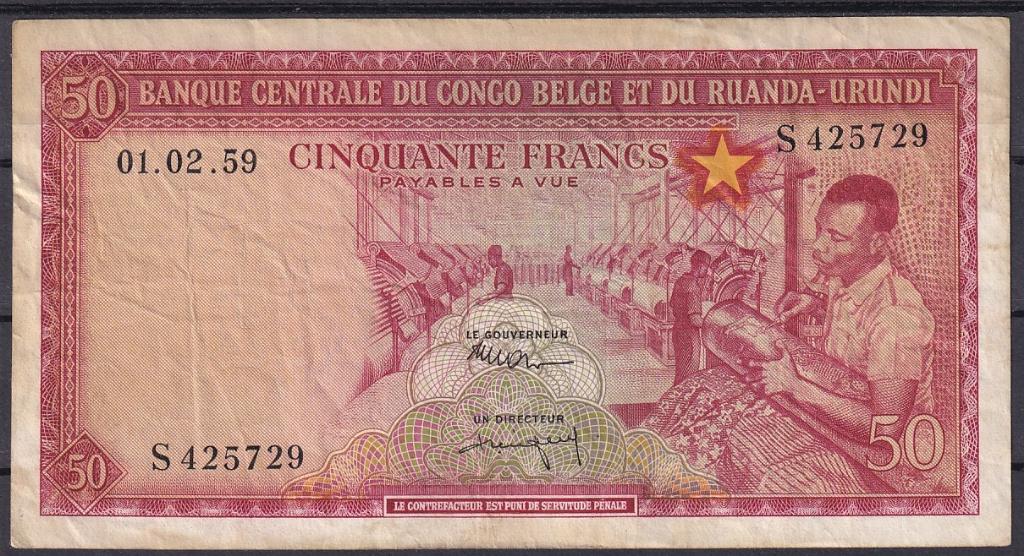 50 BANQUE CENTRALE DU CONGO BELGE ET DU RUANDA-URUNDI
01.02.59 CINQUANTE FRANCS S 425729
PAYABLES A VUE
LE GOUVERNEUR
UN DIRECTEUR
S 425729
50 50
LE CONTREFACTEUR EST PUNI DE SERVITUDE PÉNALE